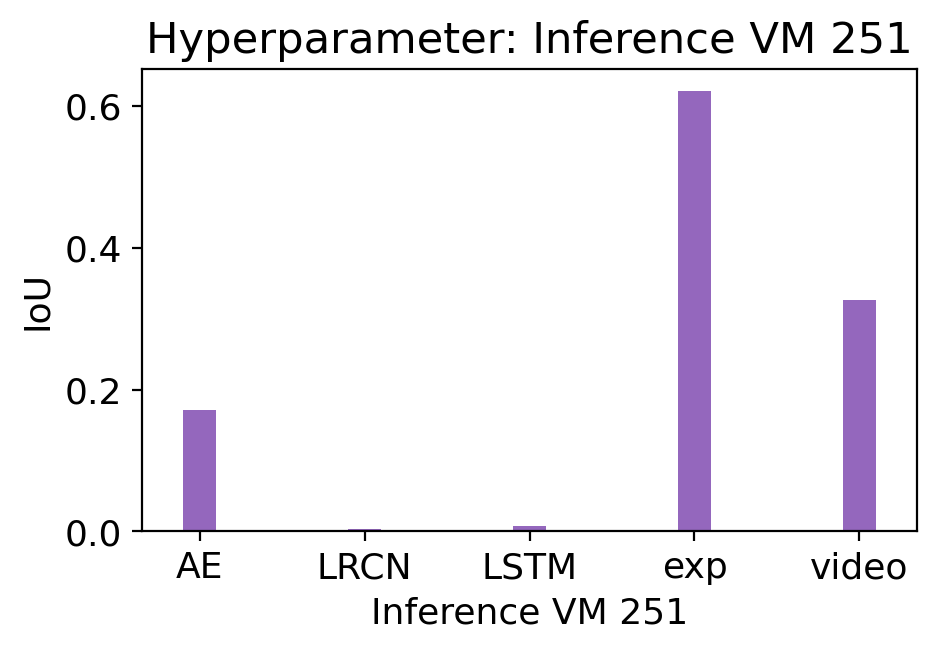 Hyperparameter: Inference VM 251
IoU
0.6
0.4
0.2
0.0
AE LRCN LSTM exp video
Inference VM 251